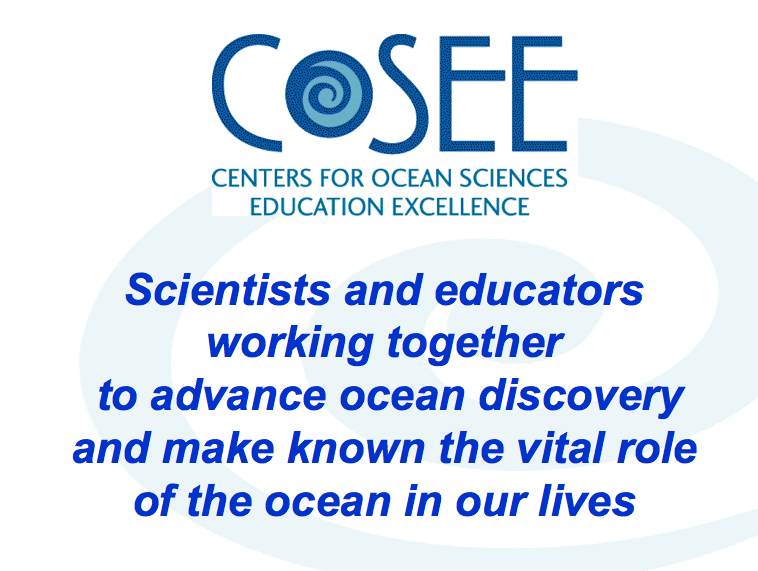 CoSEE
CENTERS FOR OCEAN SCIENCES
EDUCATION EXCELLENCE
Scientists and educators
working together
to advance ocean discovery
and make known the vital role
of the ocean in our lives